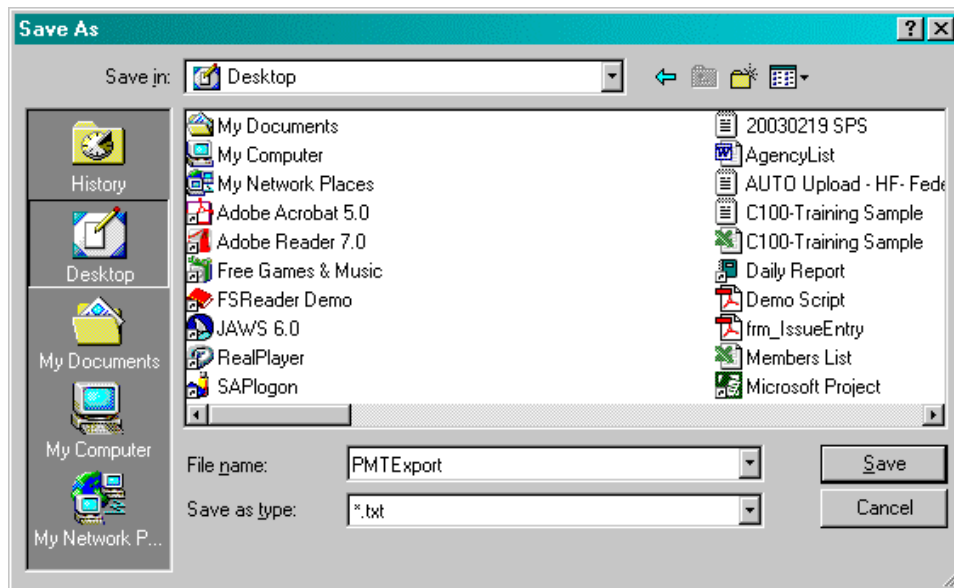 Save As
Save in: Desktop
History
Desktop
My Documents
My Computer
My Network P...
My Documents
My Computer
My Network Places
Adobe Acrobat 5.0
Adobe Reader 7.0
Free Games & Music
FSReader Demo
JAWS 6.0
RealPlayer
SAPlogon
20030219 SPS
AgencyList
AUTO Upload - HF- Fede
C100-Training Sample
C100-Training Sample
Daily Report
Demo Script
frm_IssueEntry
Members List
Microsoft Project
File name: PMTExport
Save
Save as type: *.txt
Cancel